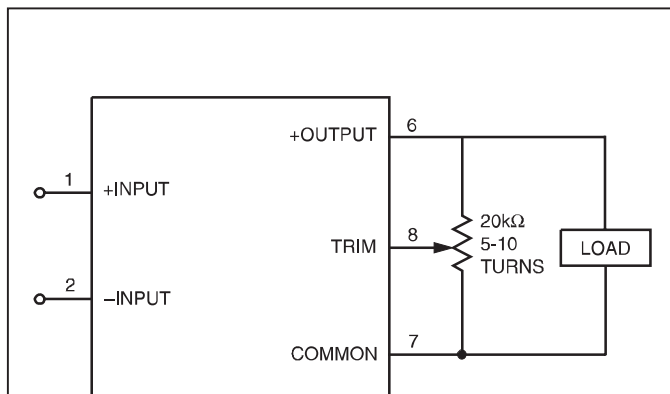 6
+OUTPUT
1
+INPUT
20kΩ
8
5-10
TRIM
LOAD
TURNS
2
–INPUT
7
COMMON